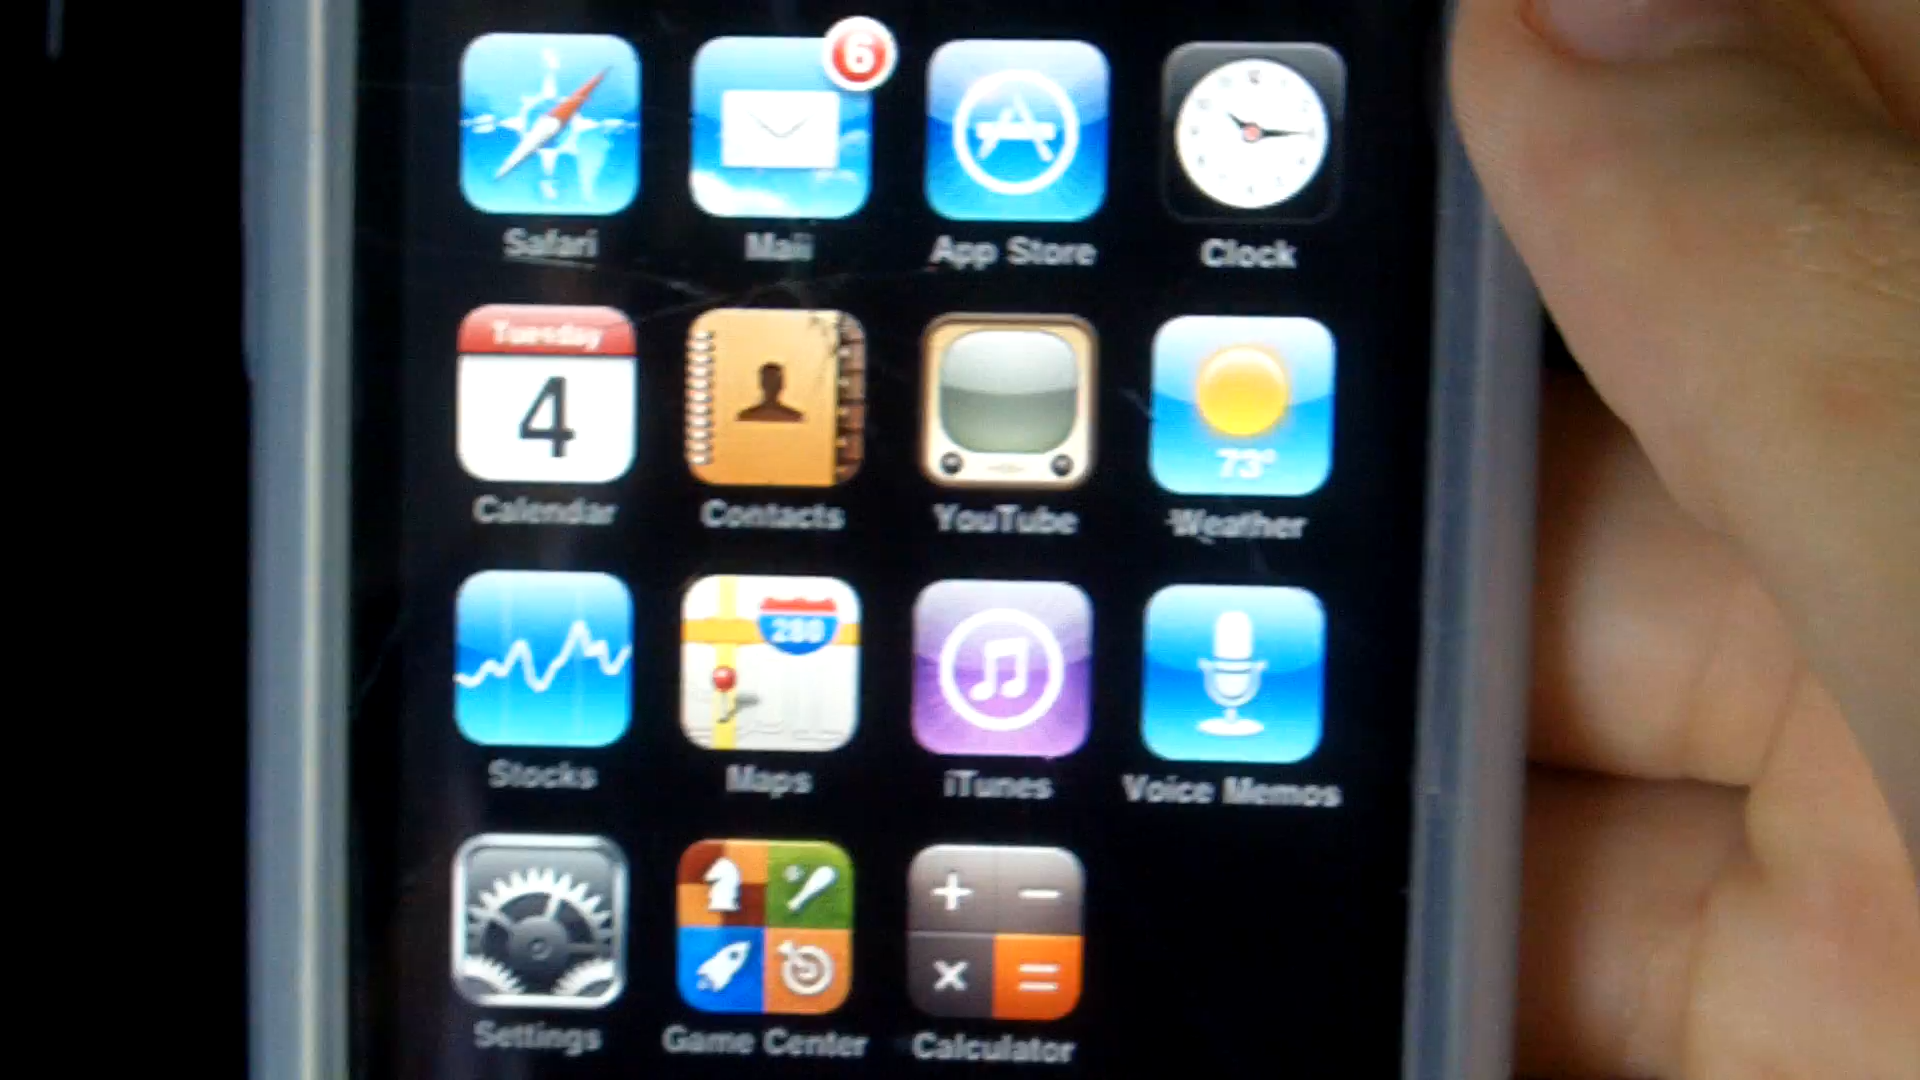 6
Safari
Mail
App Store
Clock
Tuesday
4
73°
Calendar
Contacts
YouTube
Weather
280
Stocks
Maps
iTunes
Voice Memos
Settings
Game Center
Calculator